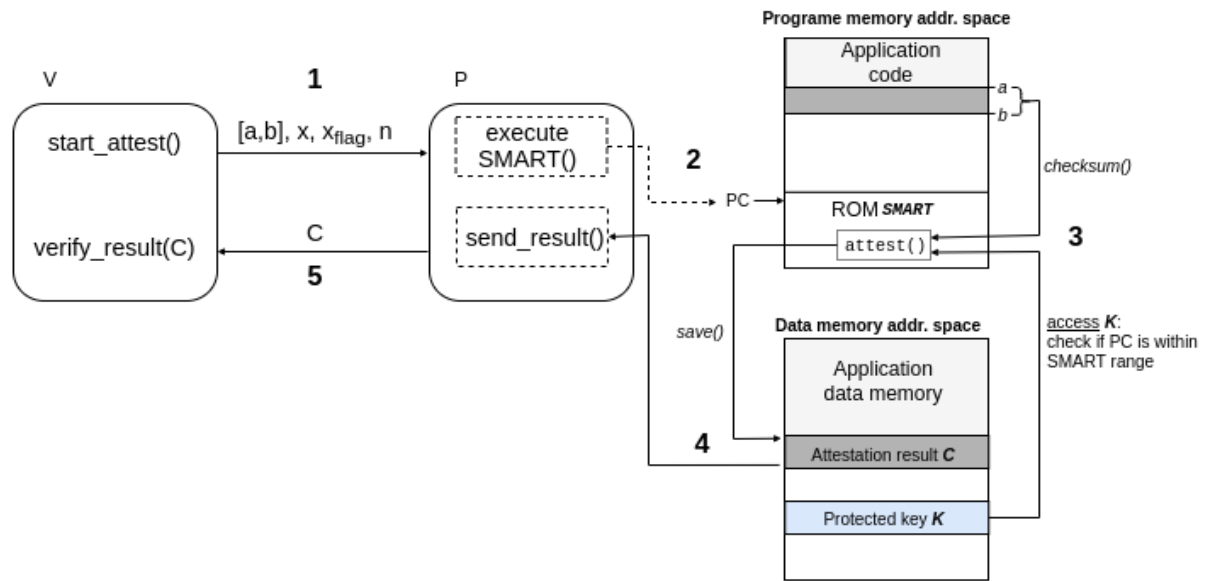 Programe memory addr. space
V
1
P
Application
code
a
b
start_attest()
[a,b], x, xflag, n
execute
SMART()
2
checksum()
PC
ROM SMART
verify_result(C)
C
send_result()
attest()
3
5
save()
Data memory addr. space
access K:
check if PC is within
SMART range
Application
data memory
4
Attestation result C
Protected key K